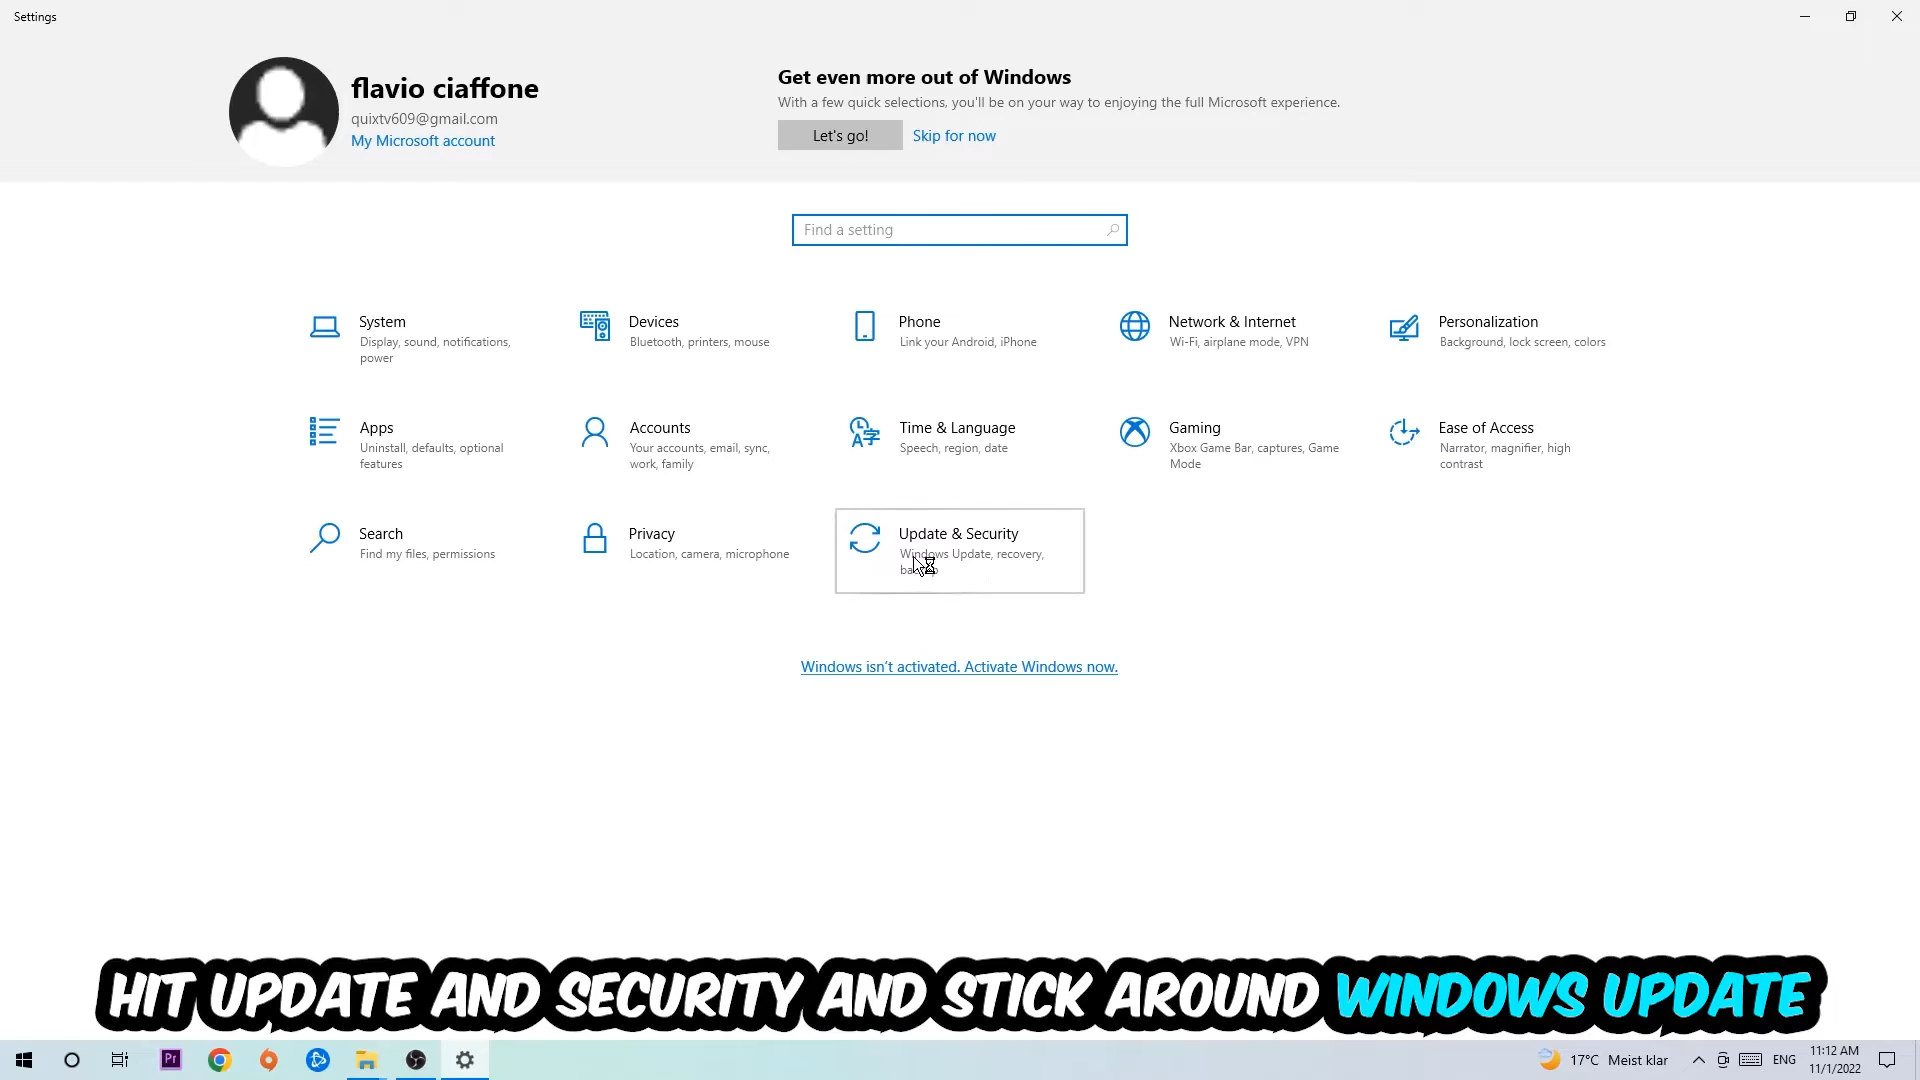 Settings
flavio ciaffone
quixtv609@gmail.com
My Microsoft account
Get even more out of Windows
With a few quick selections, you'll be on your way to enjoying the full Microsoft experience.
Let's go!
Skip for now
Find a setting
System
Display, sound, notifications,
power
Devices
Bluetooth, printers, mouse
Phone
Link your Android, iPhone
Network & Internet
Wi-Fi, airplane mode, VPN
Personalization
Background, lock screen, colors
Apps
Uninstall, defaults, optional
features
Accounts
Your accounts, email, sync,
work, family
Time & Language
Speech, region, date
Gaming
Xbox Game Bar, captures, Game
Mode
Ease of Access
Narrator, magnifier, high
contrast
Search
Find my files, permissions
Privacy
Location, camera, microphone
Update & Security
Windows Update, recovery,
Windows isn't activated. Activate Windows now.
HIT UPDATE AND SECURITY AND STICK AROUND WINDOWS UPDATE
Pr
17°C Meist klar
ENG
11:12 AM
11/1/2022